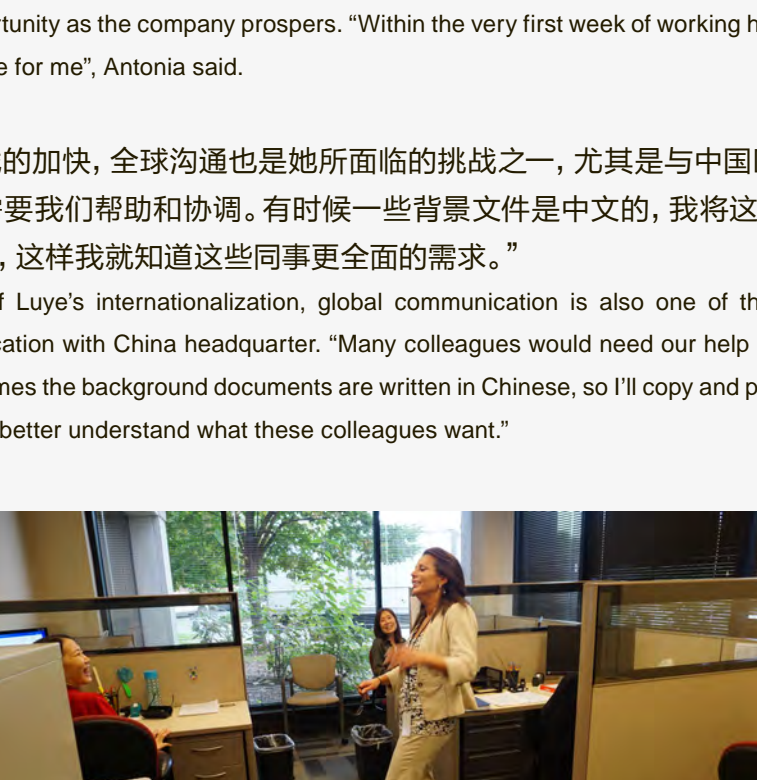 rtunity as the company prospers. “Within the very first week of working h
e for me”, Antonia said.
的加快，全球沟通也是她所面临的挑战之一，尤其是与中国
要我们帮助和协调。有时候一些背景文件是中文的，我将这
，这样我就知道这些同事更全面的需求。”
f Luye’s internationalization, global communication is also one of th
cation with China headquarter. “Many colleagues would need our help
mes the background documents are written in Chinese, so I’ll copy and p
better understand what these colleagues want.”